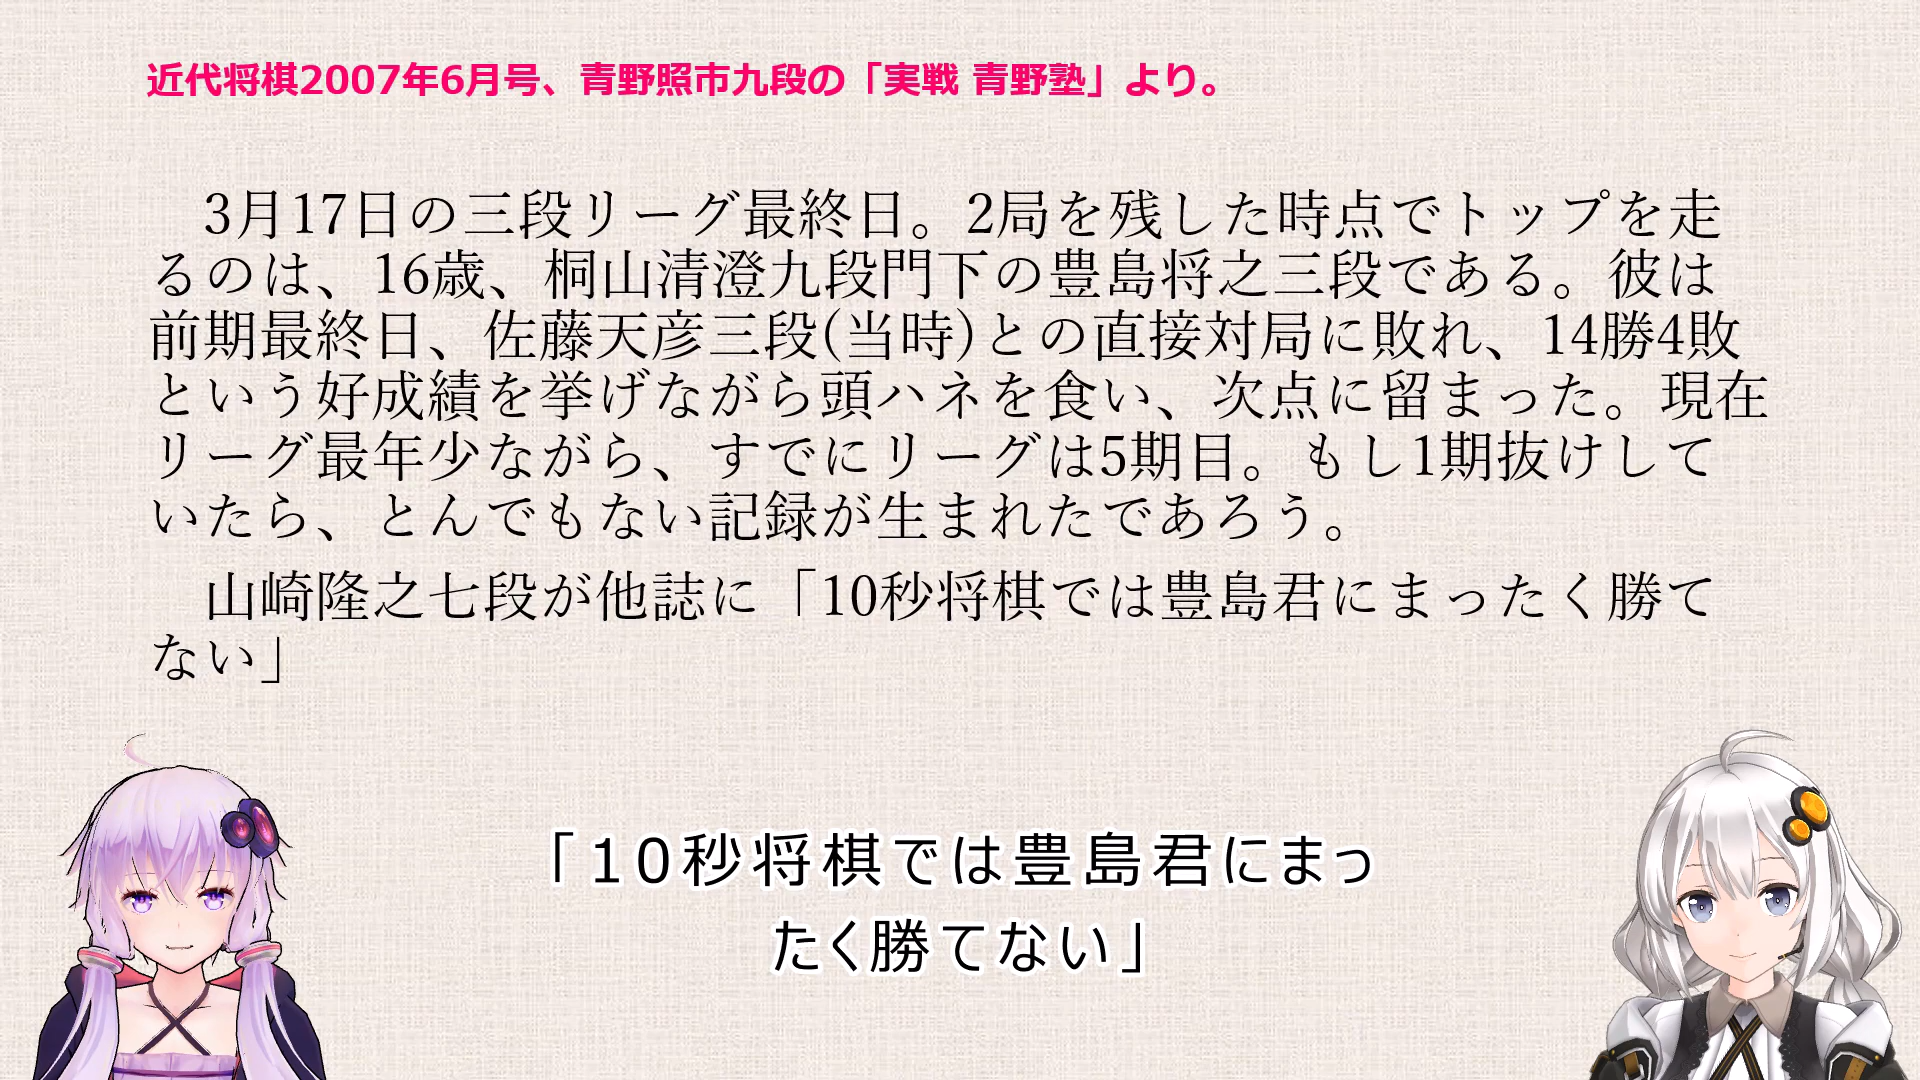 近代将棋2007年6月号、青野照市九段の「実戦 青野塾」より。
3月17日の三段リーグ最終日。2局を残した時点でトップを走
るのは、16歳、桐山清澄九段門下の豊島将之三段である。彼は
前期最終日、佐藤天彦三段(当時)との直接対局に敗れ、14勝4敗
という好成績を挙げながら頭ハネを食い、次点に留まった。現在
リーグ最年少ながら、すでにリーグは5期目。もし1期抜けして
いたら、とんでもない記録が生まれたであろう。
山崎隆之七段が他誌に「10秒将棋では豊島君にまったく勝て
ない」
「10秒将棋では豊島君にまっ
たく勝てない」